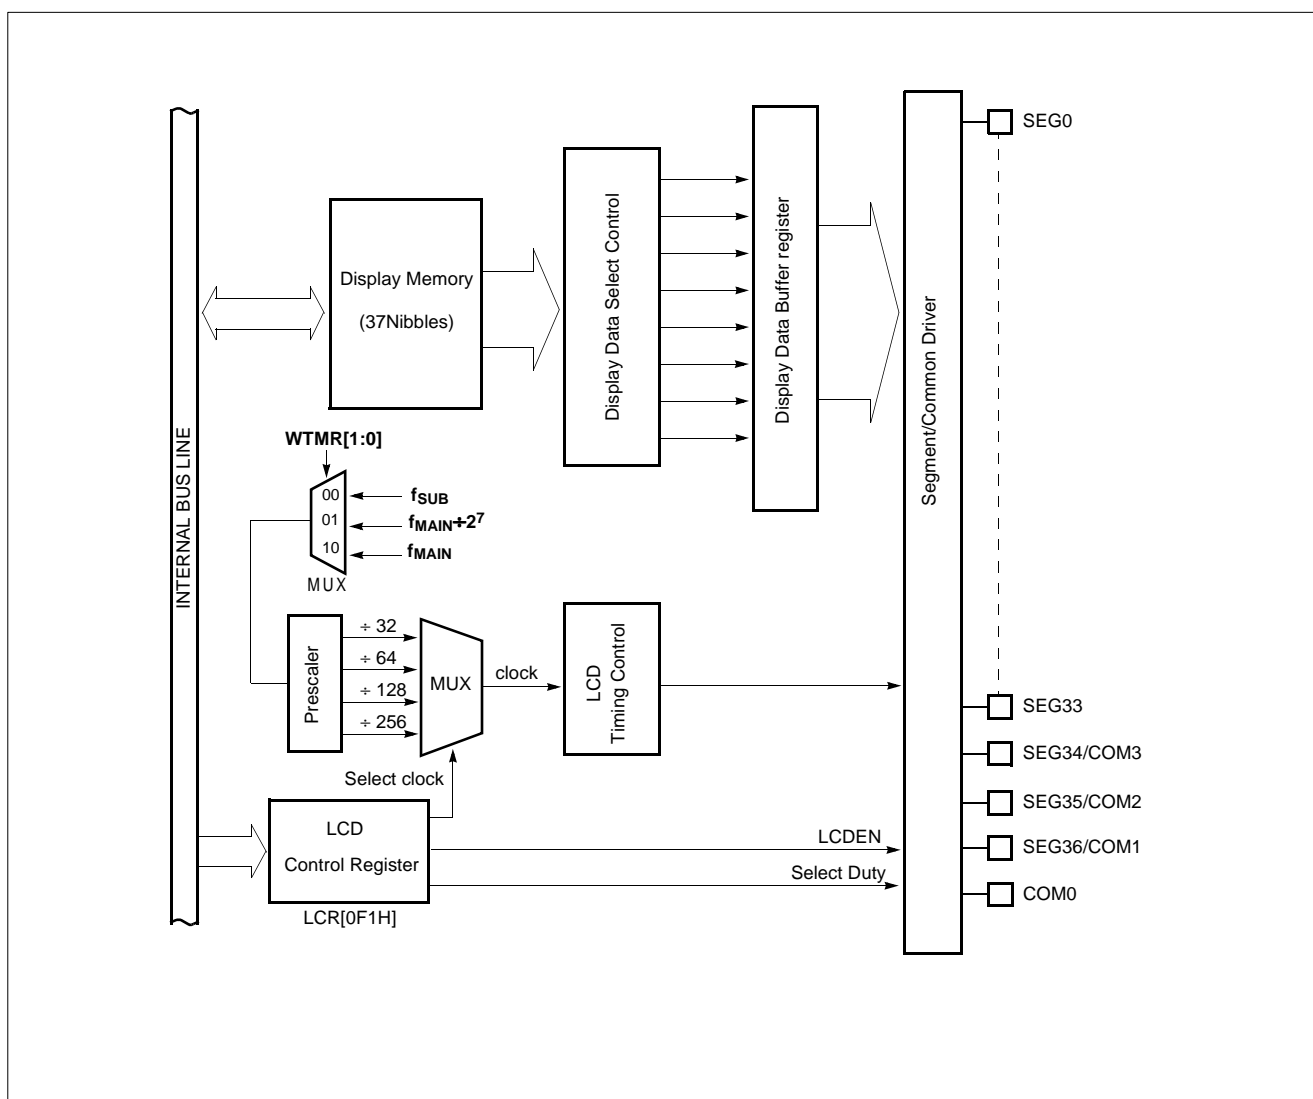 INTERNAL BUS LINE
Display Memory
(37Nibbles)
Display Data Select Control
Display Data Buffer register
Segment/Common Driver
SEG0
SEG33
SEG34/COM3
SEG35/COM2
SEG36/COM1
COM0
WTMR[1:0]
00
01
10
MUX
fSUB
fMAIN÷2⁷
fMAIN
Prescaler
÷ 32
÷ 64
÷ 128
÷ 256
MUX
clock
LCD
Timing Control
Select clock
LCD
Control Register
LCR[0F1H]
LCDEN
Select Duty